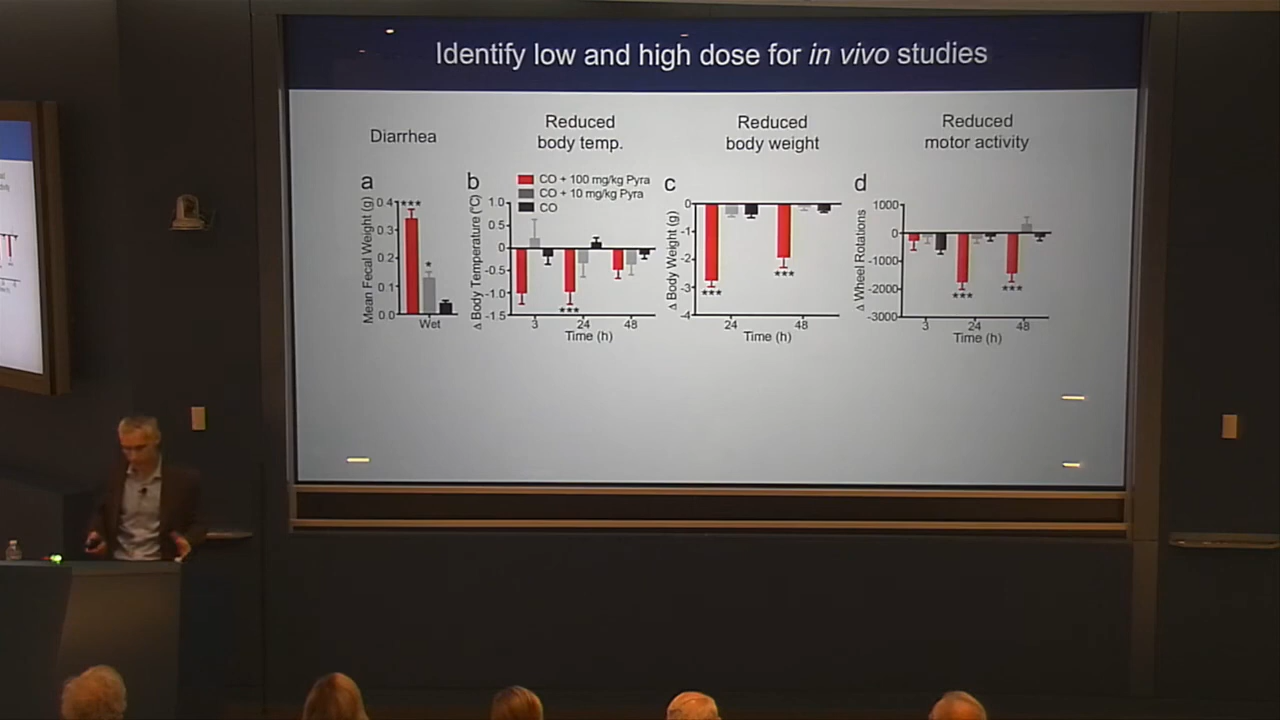 Identify low and high dose for in vivo studies
Diarrhea
Reduced
body temp.
Reduced
body weight
Reduced
motor activity
a
Mean Fecal Weight (g)
0.4
0.3
0.2
0.1
0.0
***
*
Wet
b
CO + 100 mg/kg Pyra
CO + 10 mg/kg Pyra
CO
Δ Body Temperature (°C)
1.0
0.5
0
-0.5
-1.0
-1.5
***
3 24 48
Time (h)
c
Δ Body Weight (g)
0
-1
-2
-3
-4
***
***
24 48
Time (h)
d
Δ Wheel Rotations
1000
0
-1000
-2000
-3000
***
***
3 24 48
Time (h)